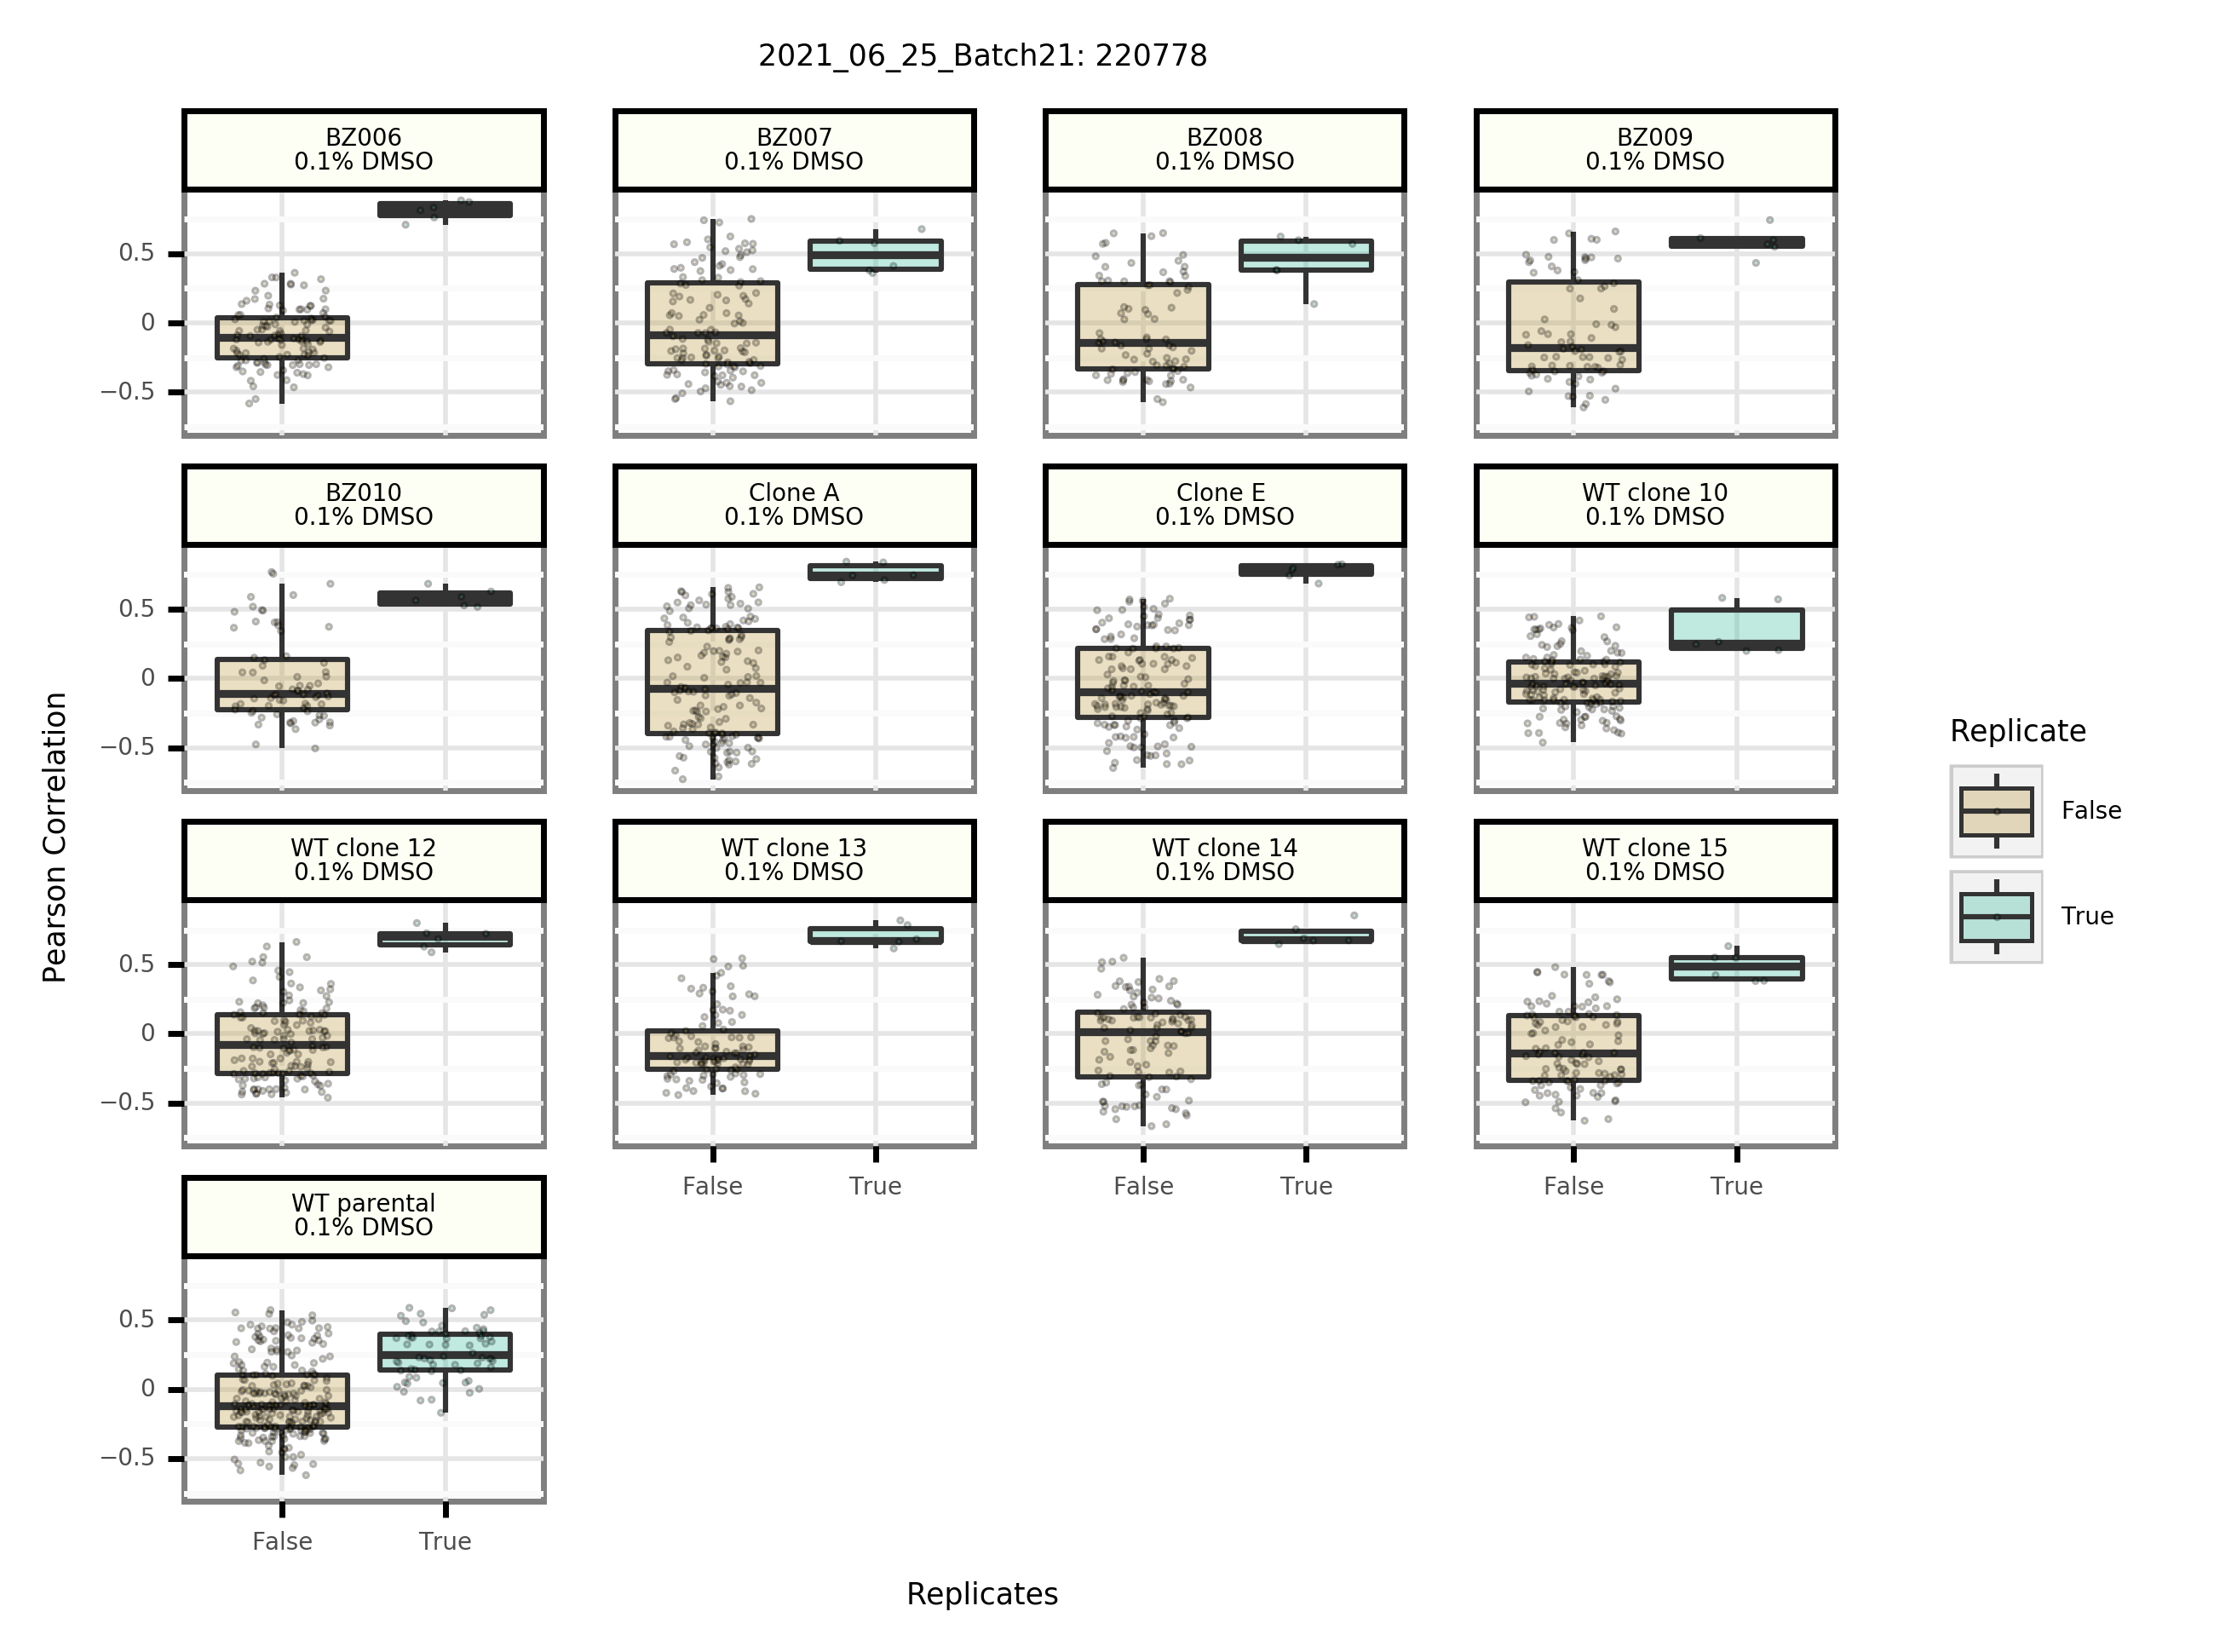 2021_06_25_Batch21: 220778
BZ006
0.1% DMSO
BZ007
0.1% DMSO
BZ008
0.1% DMSO
BZ009
0.1% DMSO
0.5
0
−0.5
BZ010
0.1% DMSO
Clone A
0.1% DMSO
Clone E
0.1% DMSO
WT clone 10
0.1% DMSO
0.5
0
−0.5
WT clone 12
0.1% DMSO
WT clone 13
0.1% DMSO
WT clone 14
0.1% DMSO
WT clone 15
0.1% DMSO
0.5
0
−0.5
False
True
False
True
False
True
WT parental
0.1% DMSO
0.5
0
−0.5
False
True
Replicates
Pearson Correlation
Replicate
False
True